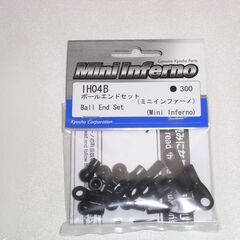 Genuine Kyosho Parts
Mini Inferno
IH04B
● 300
ボールエンドセット
(ミニインファーノ)
Ball End Set
(Mini Inferno)
Kyosho Corporation